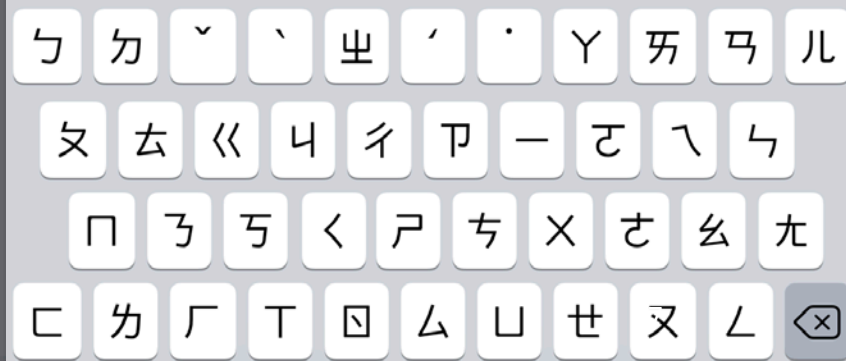 ㄅ ㄉ ˇ ˋ ㄓ ˊ ˙ ㄚ ㄞ ㄢ ㄦ
ㄆ ㄊ ㄍ ㄐ ㄔ ㄗ ㄧ ㄛ ㄟ ㄣ
ㄇ ㄋ ㄎ ㄑ ㄕ ㄘ ㄨ ㄜ ㄠ ㄤ
ㄈ ㄌ ㄏ ㄒ ㄖ ㄙ ㄩ ㄝ ㄡ ㄥ